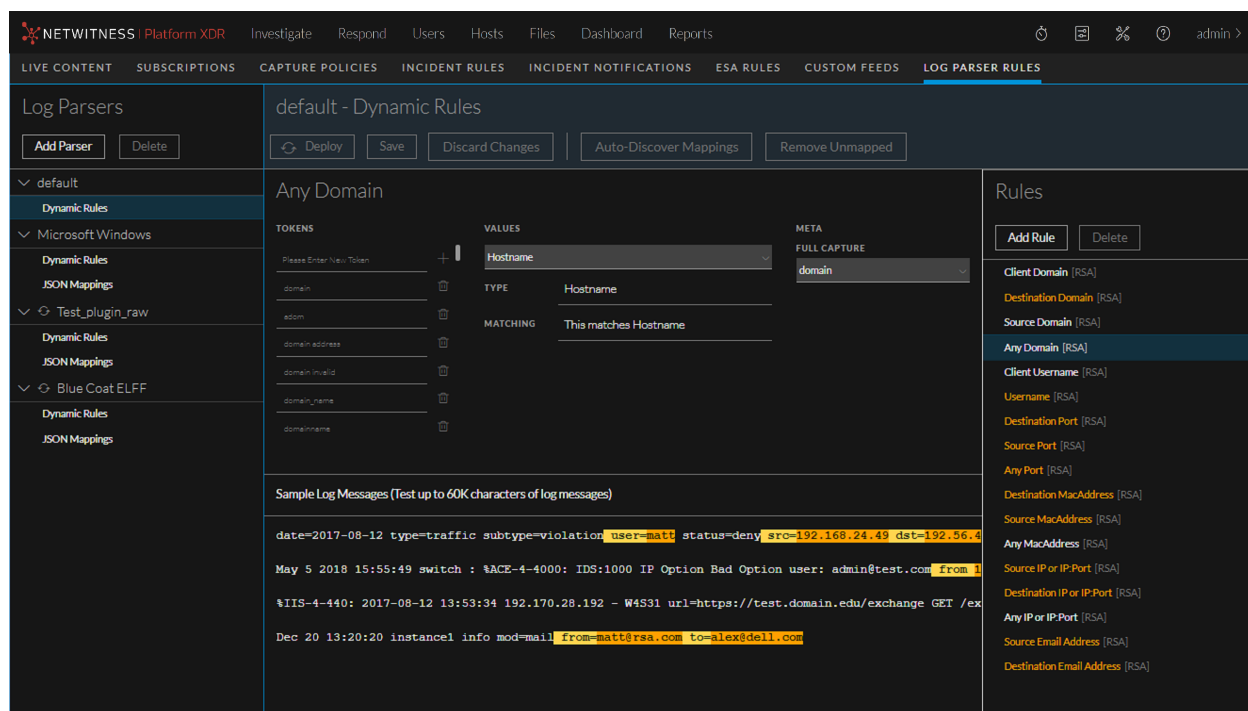 NETWITNESS Platform XDR Investigate Respond Users Hosts Files Dashboard Reports admin >
LIVE CONTENT SUBSCRIPTIONS CAPTURE POLICIES INCIDENT RULES INCIDENT NOTIFICATIONS ESA RULES CUSTOM FEEDS LOG PARSER RULES
Log Parsers
Add Parser Delete
default
Dynamic Rules
Microsoft Windows
Dynamic Rules
JSON Mappings
Test_plugin_raw
Dynamic Rules
JSON Mappings
Blue Coat ELFF
Dynamic Rules
JSON Mappings
default - Dynamic Rules
Deploy Save Discard Changes Auto-Discover Mappings Remove Unmapped
Any Domain
TOKENS
Please Enter New Token
domain
adom
domain address
domain invalid
domain_name
domainname
VALUES
Hostname
TYPE Hostname
MATCHING This matches Hostname
META
FULL CAPTURE
domain
Sample Log Messages (Test up to 60K characters of log messages)
date=2017-08-12 type=traffic subtype=violation user=matt status=deny src=192.168.24.49 dst=192.56.4
May 5 2018 15:55:49 switch : %ACE-4-4000: IDS:1000 IP Option Bad Option user: admin@test.com from 1
%IIS-4-440: 2017-08-12 13:53:34 192.170.28.192 - W4S31 url=https://test.domain.edu/exchange GET /ex
Dec 20 13:20:20 instance1 info mod=mail from=matt@rsa.com to=alex@dell.com
Rules
Add Rule Delete
Client Domain [RSA]
Destination Domain [RSA]
Source Domain [RSA]
Any Domain [RSA]
Client Username [RSA]
Username [RSA]
Destination Port [RSA]
Source Port [RSA]
Any Port [RSA]
Destination MacAddress [RSA]
Source MacAddress [RSA]
Any MacAddress [RSA]
Source IP or IP:Port [RSA]
Destination IP or IP:Port [RSA]
Any IP or IP:Port [RSA]
Source Email Address [RSA]
Destination Email Address [RSA]